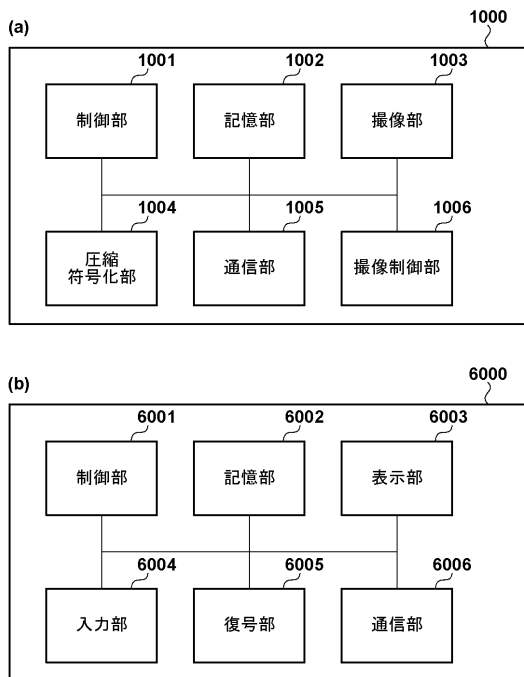 (a)
1000
1001
1002
1003
制御部
記憶部
撮像部
1004
1005
1006
圧縮
符号化部
通信部
撮像制御部
(b)
6000
6001
6002
6003
制御部
記憶部
表示部
6004
6005
6006
入力部
復号部
通信部